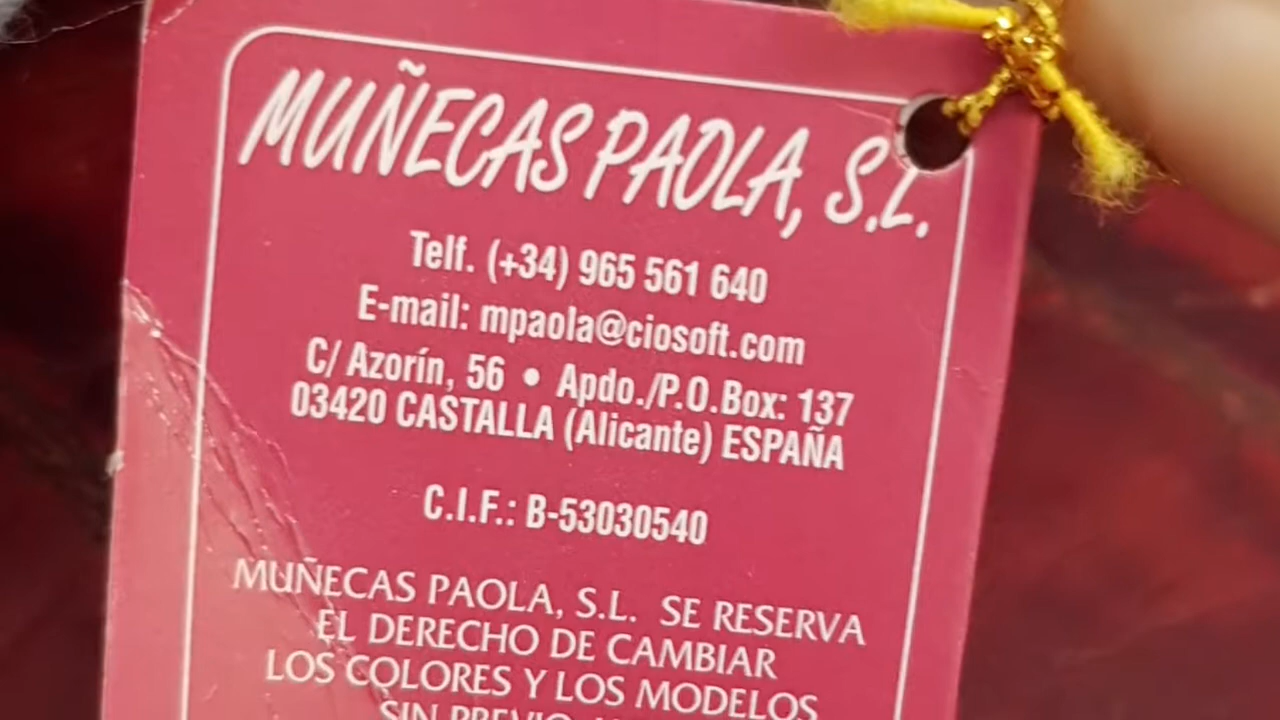 MUÑECAS PAOLA, S.L.
Telf. (+34) 965 561 640
E-mail: mpaola@ciosoft.com
C/ Azorín, 56 • Apdo./P.O.Box: 137
03420 CASTALLA (Alicante) ESPAÑA
C.I.F.: B-53030540
MUÑECAS PAOLA, S.L. SE RESERVA
EL DERECHO DE CAMBIAR
LOS COLORES Y LOS MODELOS
SIN PREVIO